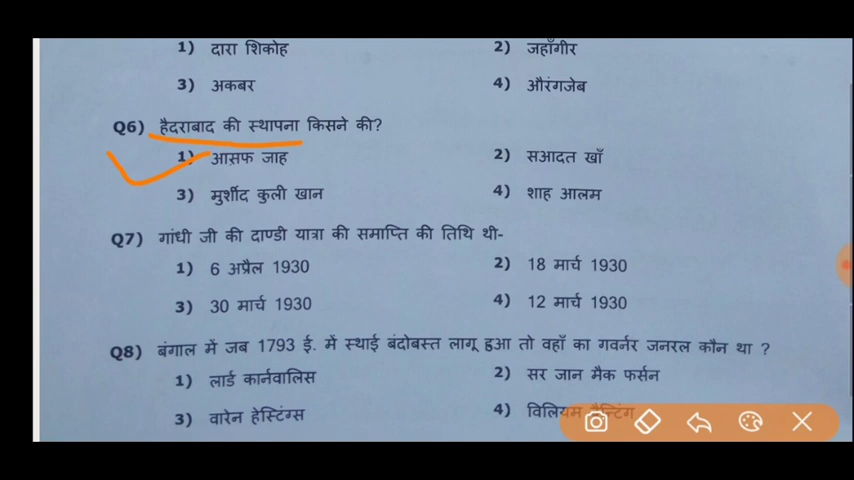 1) दारा शिकोह 2) जहाँगीर
3) अकबर 4) औरंगजेब
Q6) हैदराबाद की स्थापना किसने की?
1) आसफ जाह 2) सआदत खाँ
3) मुर्शीद कुली खान 4) शाह आलम
Q7) गांधी जी की दाण्डी यात्रा की समाप्ति की तिथि थी-
1) 6 अप्रैल 1930 2) 18 मार्च 1930
3) 30 मार्च 1930 4) 12 मार्च 1930
Q8) बंगाल में जब 1793 ई. में स्थाई बंदोबस्त लागू हुआ तो वहाँ का गवर्नर जनरल कौन था ?
1) लार्ड कार्नवालिस 2) सर जान मैक फर्सन
3) वारेन हेस्टिंग्स 4) विलियम बैन्टिंग